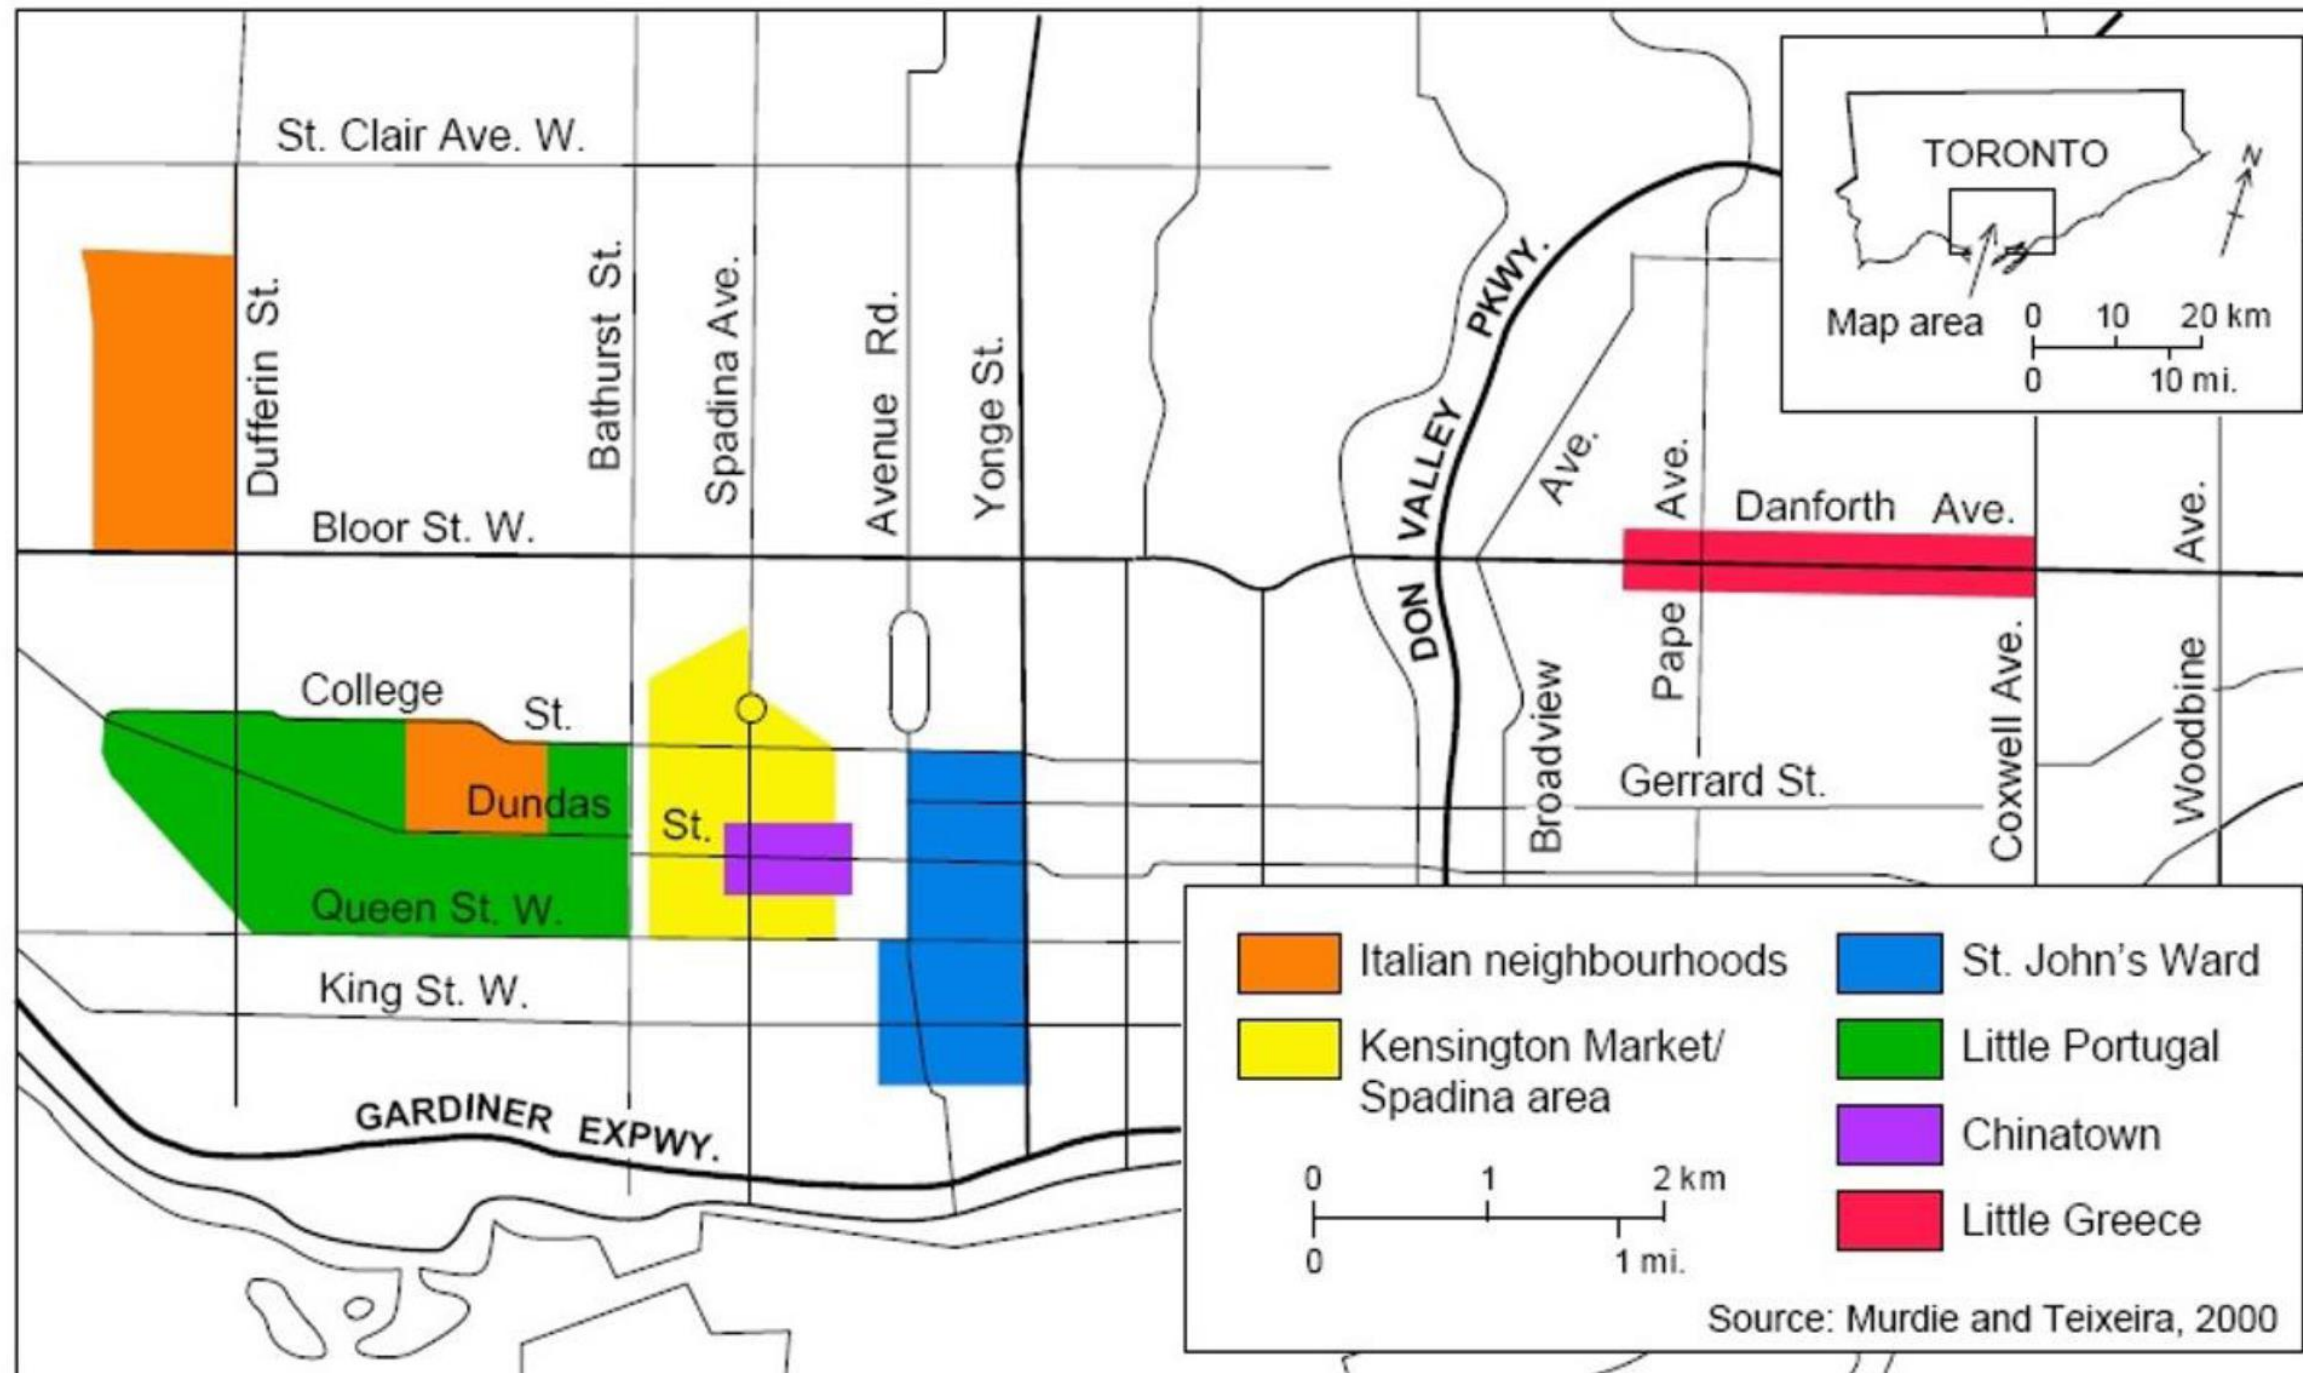 St. Clair Ave. W.
TORONTO
N
Map area
0 10 20 km
0 10 mi.
Dufferin St.
Bathurst St.
Spadina Ave.
Avenue Rd.
Yonge St.
DON VALLEY PKWY.
Broadview Ave.
Pape Ave.
Danforth Ave.
Coxwell Ave.
Woodbine Ave.
Bloor St. W.
College St.
Dundas St.
Gerrard St.
Queen St. W.
King St. W.
GARDINER EXPWY.
Italian neighbourhoods
Kensington Market/
Spadina area
St. John's Ward
Little Portugal
Chinatown
Little Greece
0 1 2 km
0 1 mi.
Source: Murdie and Teixeira, 2000